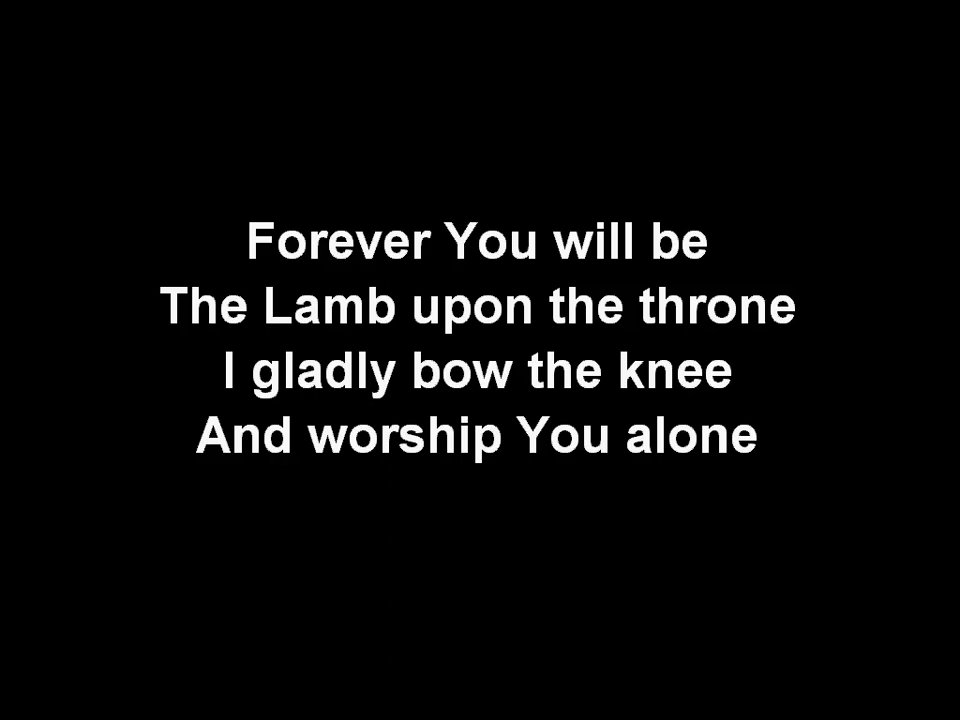 Forever You will be
The Lamb upon the throne
I gladly bow the knee
And worship You alone